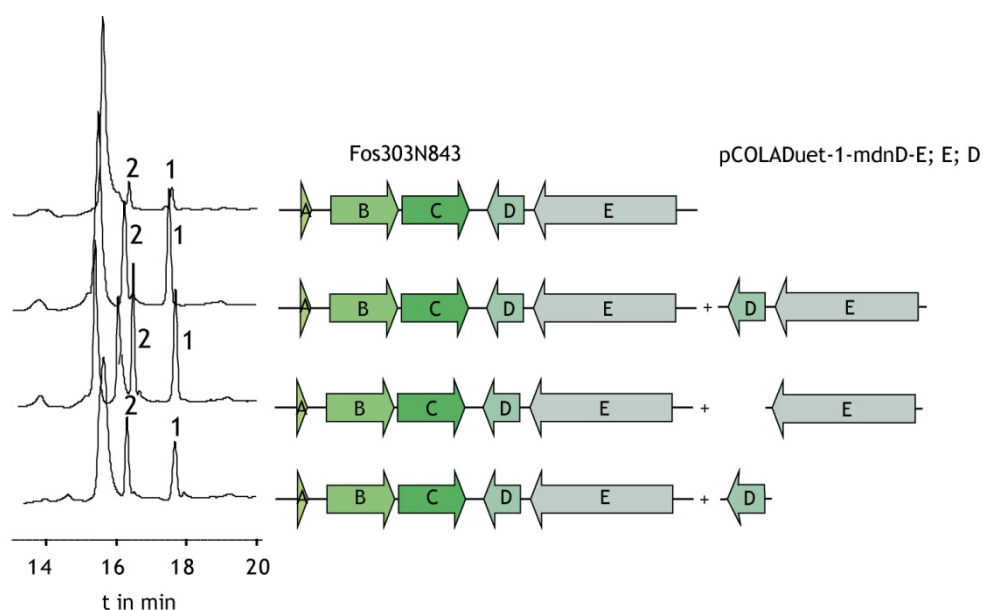 Fos303N843 pCOLADuet-1-mdnD-E; E; D
2 1
A B C D E
2 1
A B C D E + D E
2 1
A B C D E + E
2 1
A B C D E + D
14 16 18 20
t in min